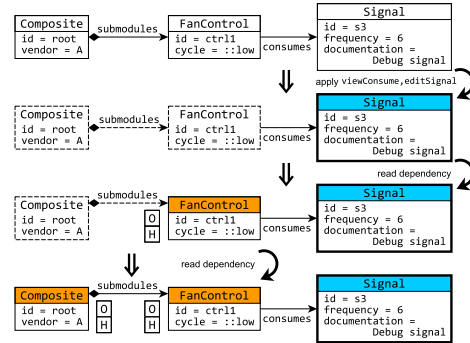 Composite
id = root
vendor = A
submodules
FanControl
id = ctrl1
cycle = ::low
consumes
Signal
id = s3
frequency = 6
documentation =
Debug signal
apply viewConsume,editSignal
Composite
id = root
vendor = A
submodules
FanControl
id = ctrl1
cycle = ::low
consumes
Signal
id = s3
frequency = 6
documentation =
Debug signal
read dependency
Composite
id = root
vendor = A
submodules
O
H
FanControl
id = ctrl1
cycle = ::low
consumes
Signal
id = s3
frequency = 6
documentation =
Debug signal
read dependency
Composite
id = root
vendor = A
submodules
O
H
O
H
FanControl
id = ctrl1
cycle = ::low
consumes
Signal
id = s3
frequency = 6
documentation =
Debug signal